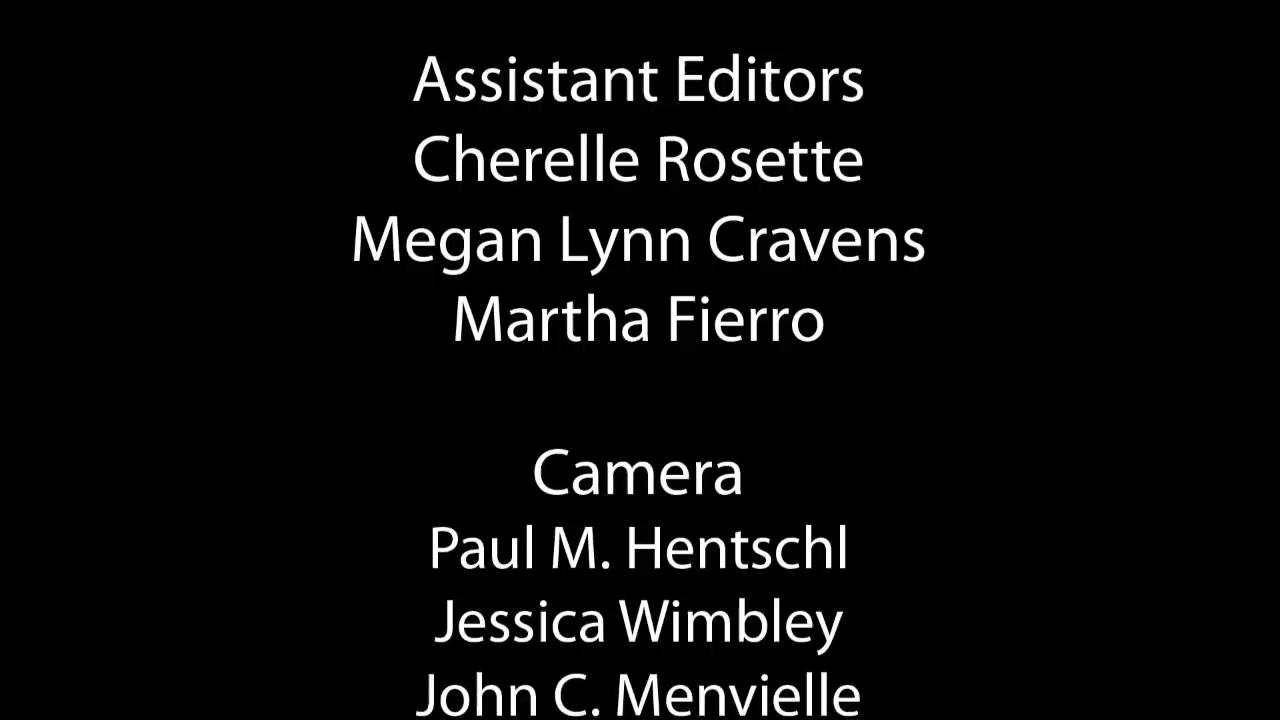 Assistant Editors
Cherelle Rosette
Megan Lynn Cravens
Martha Fierro
Camera
Paul M. Hentschl
Jessica Wimbley
John C. Menvielle